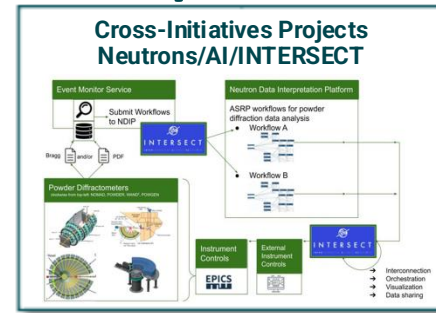 Cross-Initiatives Projects
Neutrons/AI/INTERSECT
Event Monitor Service
Submit Workflows
to NDIP
Bragg
and/or
PDF
INTERSECT
Neutron Data Interpretation Platform
ASRP workflows for powder
diffraction data analysis
Workflow A
Workflow B
Powder Diffractometers
Instrument
Controls
EPICS
External
Instrument
Controls
INTERSECT
Interconnection
Orchestration
Visualization
Data sharing